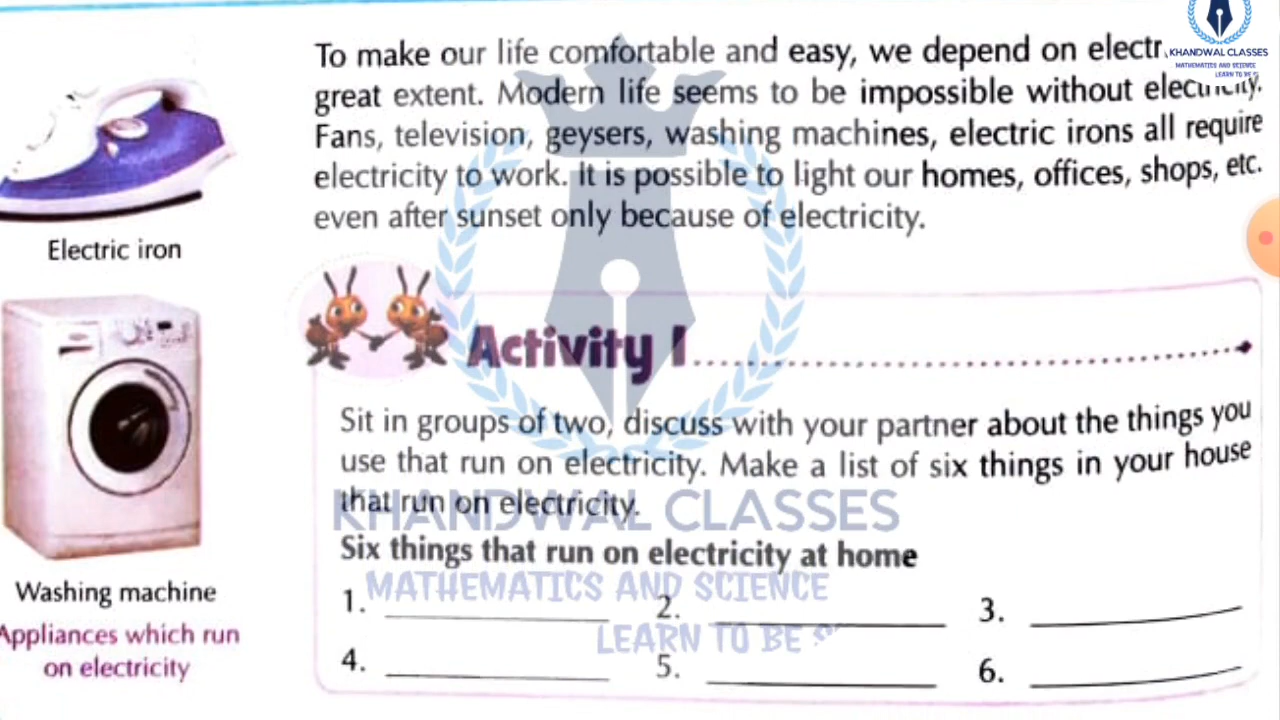 KHANDWAL CLASSES
MATHEMATICS AND SCIENCE
LEARN TO BE
To make our life comfortable and easy, we depend on electr
great extent. Modern life seems to be impossible without electricity.
Fans, television, geysers, washing machines, electric irons all require
electricity to work. It is possible to light our homes, offices, shops, etc.
even after sunset only because of electricity.
Electric iron
Activity 1
Sit in groups of two, discuss with your partner about the things you
use that run on electricity. Make a list of six things in your house
that run on electricity.
KHANDWAL CLASSES
Six things that run on electricity at home
MATHEMATICS AND SCIENCE
1. 2. 3.
LEARN TO BE
4. 5. 6.
Washing machine
Appliances which run
on electricity